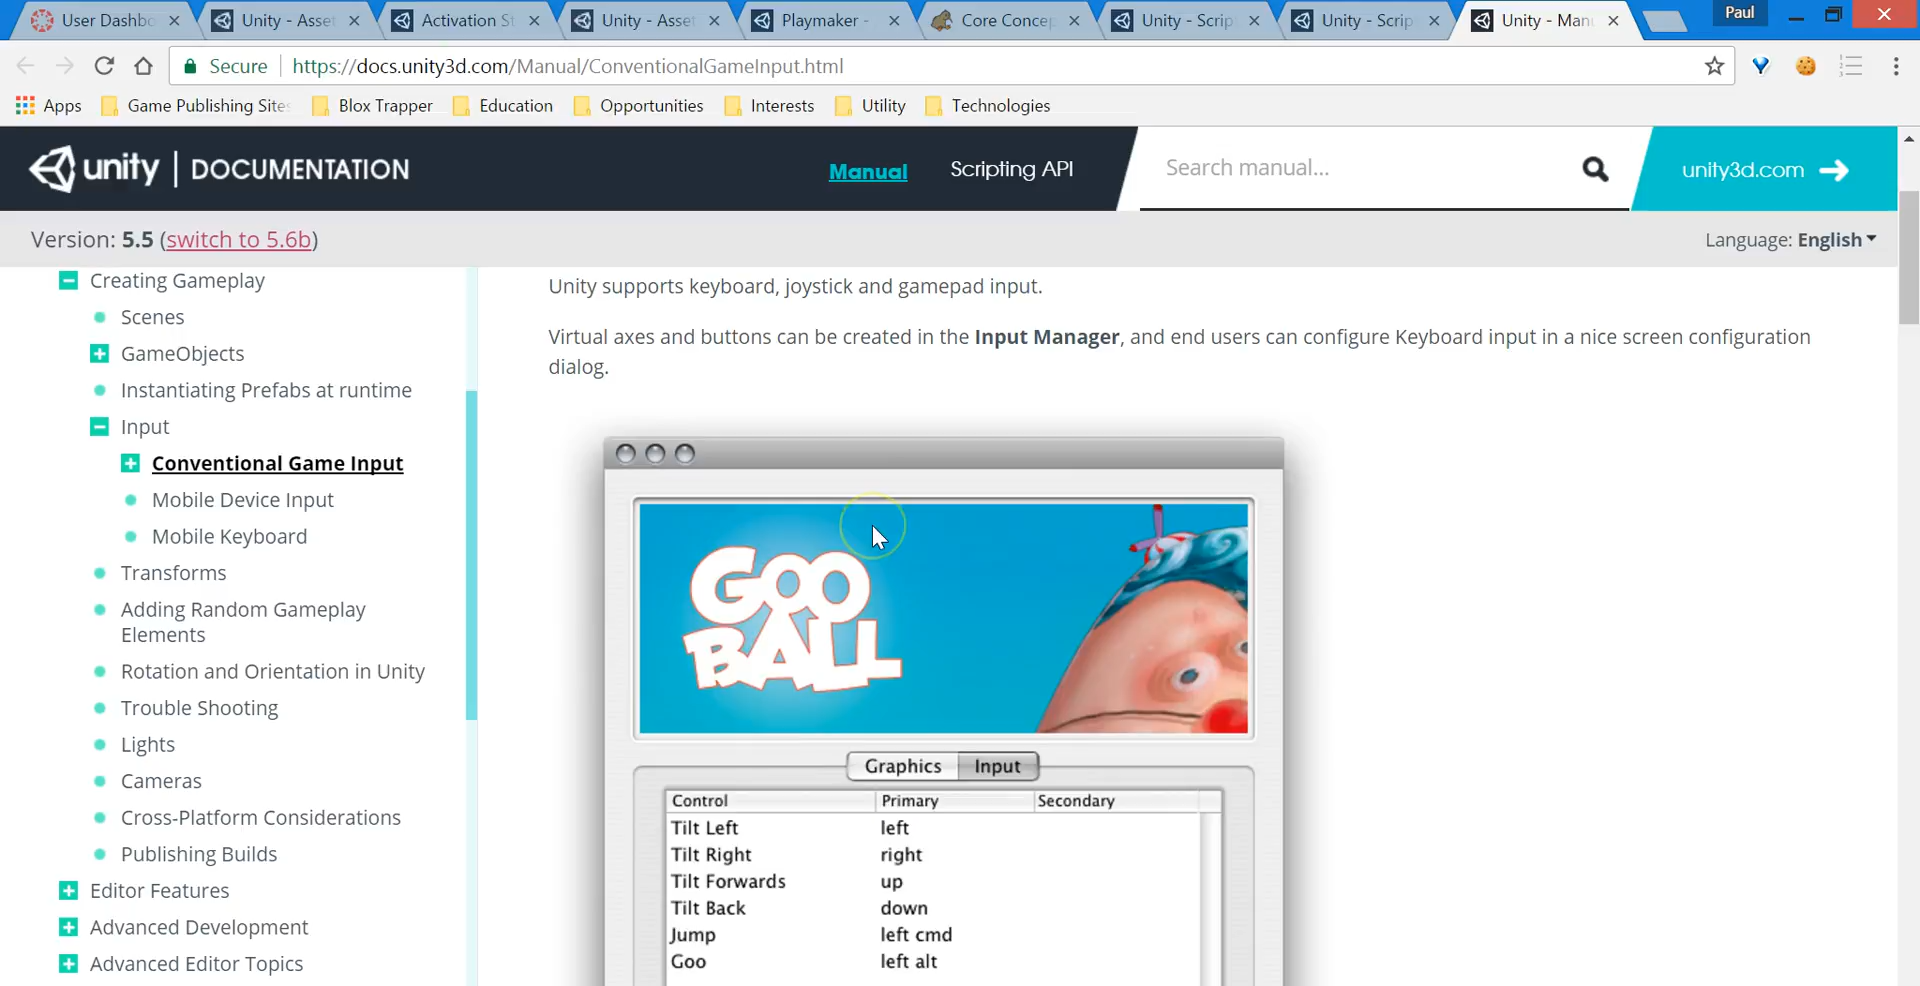 User Dashbo
Unity - Asset
Activation St
Unity - Asset
Playmaker -
Core Concep
Unity - Scrip
Unity - Scrip
Unity - Man
Paul
Secure
https://docs.unity3d.com/Manual/ConventionalGameInput.html
Apps
Game Publishing Sites
Blox Trapper
Education
Opportunities
Interests
Utility
Technologies
unity | DOCUMENTATION
Manual
Scripting API
Search manual...
unity3d.com
Version: 5.5 (switch to 5.6b)
Language: English
Creating Gameplay
Scenes
GameObjects
Instantiating Prefabs at runtime
Input
Conventional Game Input
Mobile Device Input
Mobile Keyboard
Transforms
Adding Random Gameplay
Elements
Rotation and Orientation in Unity
Trouble Shooting
Lights
Cameras
Cross-Platform Considerations
Publishing Builds
Editor Features
Advanced Development
Advanced Editor Topics
Unity supports keyboard, joystick and gamepad input.
Virtual axes and buttons can be created in the Input Manager, and end users can configure Keyboard input in a nice screen configuration
dialog.
GOO
BALL
Graphics
Input
Control Primary Secondary
Tilt Left left
Tilt Right right
Tilt Forwards up
Tilt Back down
Jump left cmd
Goo left alt